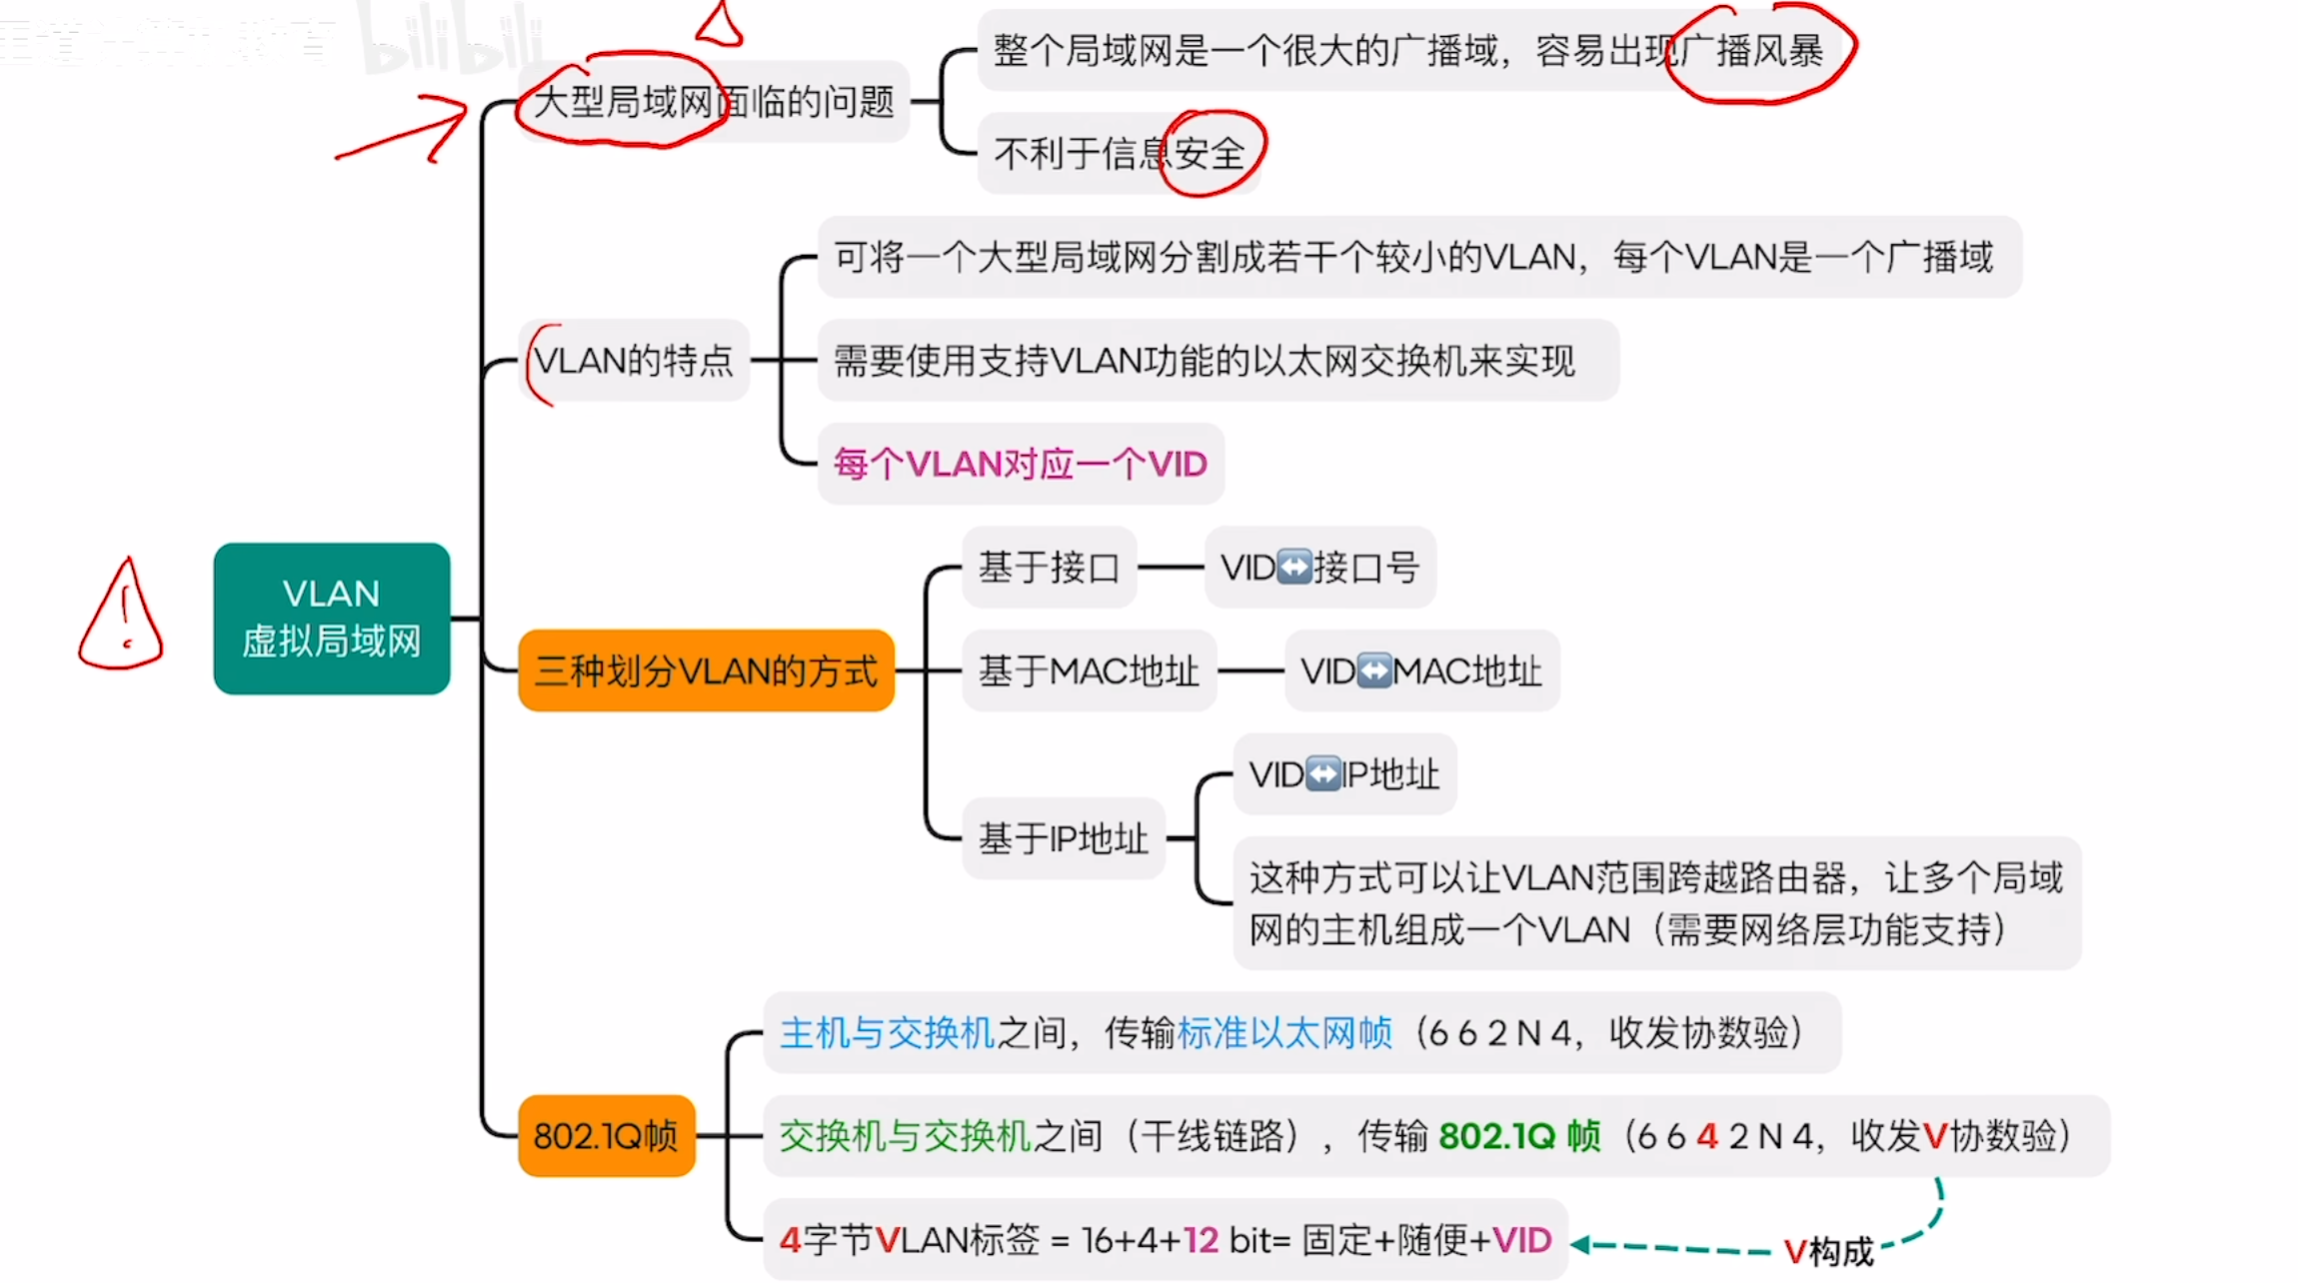 bilibili
大型局域网面临的问题
整个局域网是一个很大的广播域，容易出现广播风暴
不利于信息安全
VLAN的特点
可将一个大型局域网分割成若干个较小的VLAN，每个VLAN是一个广播域
需要使用支持VLAN功能的以太网交换机来实现
每个VLAN对应一个VID
VLAN
虚拟局域网
三种划分VLAN的方式
基于接口
VID↔接口号
基于MAC地址
VID↔MAC地址
基于IP地址
VID↔IP地址
这种方式可以让VLAN范围跨越路由器，让多个局域
网的主机组成一个VLAN（需要网络层功能支持）
802.1Q帧
主机与交换机之间，传输标准以太网帧（6 6 2 N 4，收发协数验）
交换机与交换机之间（干线链路），传输 802.1Q 帧（6 6 4 2 N 4，收发V协数验）
4字节VLAN标签 = 16+4+12 bit= 固定+随便+VID
V构成